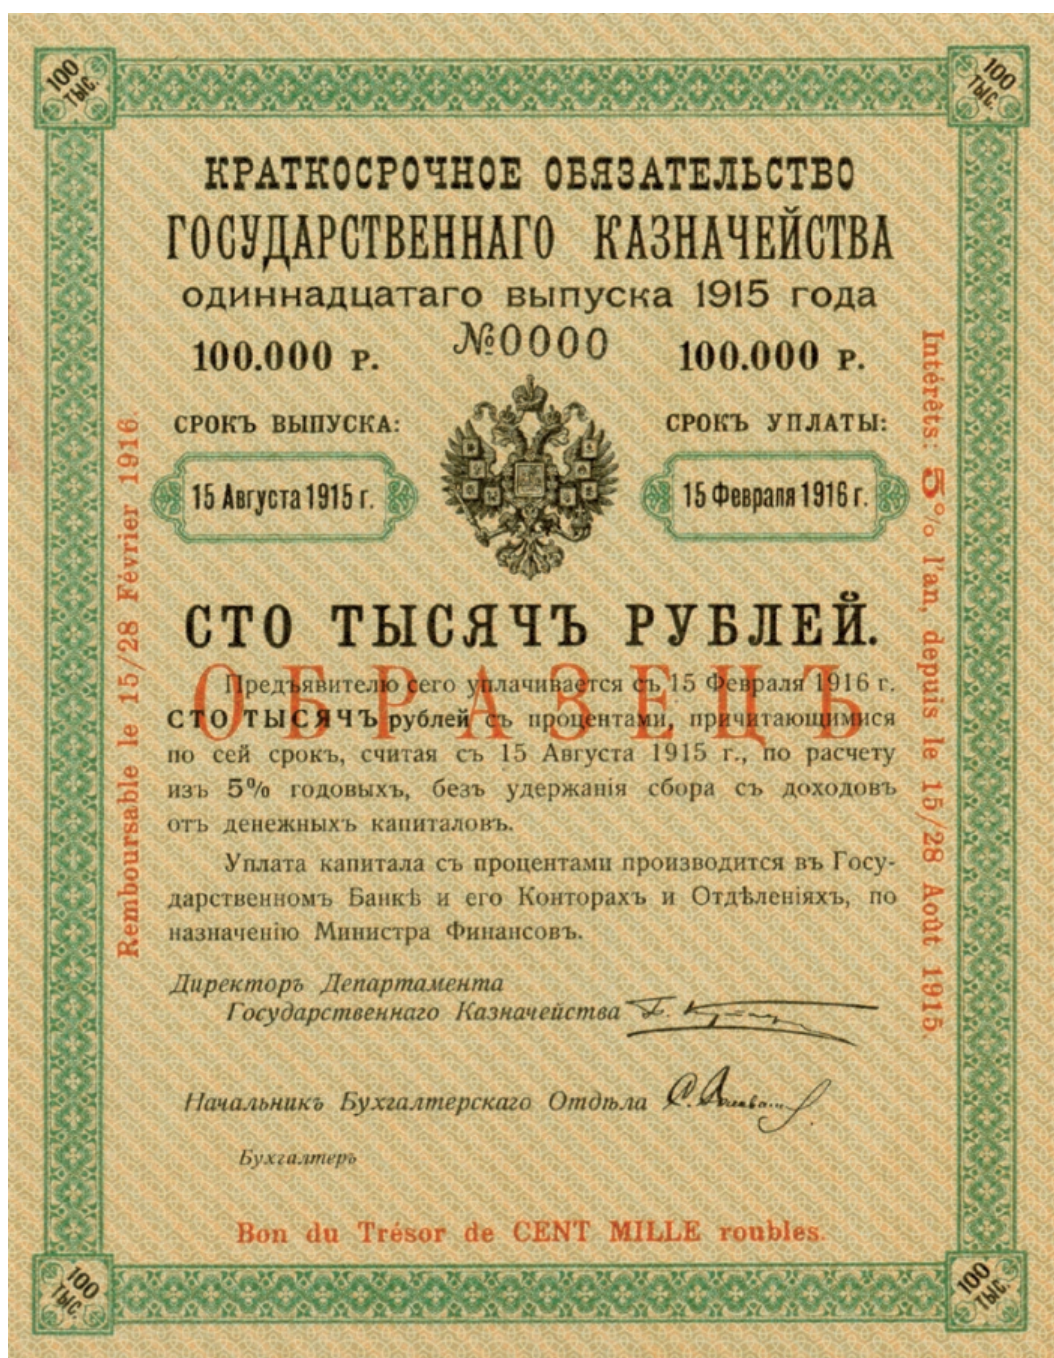 100 ТЫС.
100 ТЫС.
КРАТКОСРОЧНОЕ ОБЯЗАТЕЛЬСТВО
ГОСУДАРСТВЕННАГО КАЗНАЧЕЙСТВА
одиннадцатаго выпуска 1915 года
№0000
100.000 р.
100.000 р.
СРОКЪ ВЫПУСКА:
СРОКЪ УПЛАТЫ:
15 Августа 1915 г.
15 Февраля 1916 г.
СТО ТЫСЯЧЪ РУБЛЕЙ.
ОБРАЗЕЦЪ
Предъявителю сего уплачивается съ 15 Февраля 1916 г.
СТО ТЫСЯЧЪ рублей съ процентами, причитающимися
по сей срокъ, считая съ 15 Августа 1915 г., по расчету
изъ 5% годовыхъ, безъ удержанія сбора съ доходовъ
отъ денежныхъ капиталовъ.
Уплата капитала съ процентами производится въ Госу-
дарственномъ Банкѣ и его Конторахъ и Отдѣленіяхъ, по
назначенію Министра Финансовъ.
Директоръ Департамента
Государственнаго Казначейства
Начальникъ Бухгалтерскаго Отдѣла
Бухгалтеръ
Bon du Trésor de CENT MILLE roubles.
Remboursable le 15/28 Février 1916.
Intérêts: 5% l'an, depuis le 15/28 Août 1915.
100 ТЫС.
100 ТЫС.